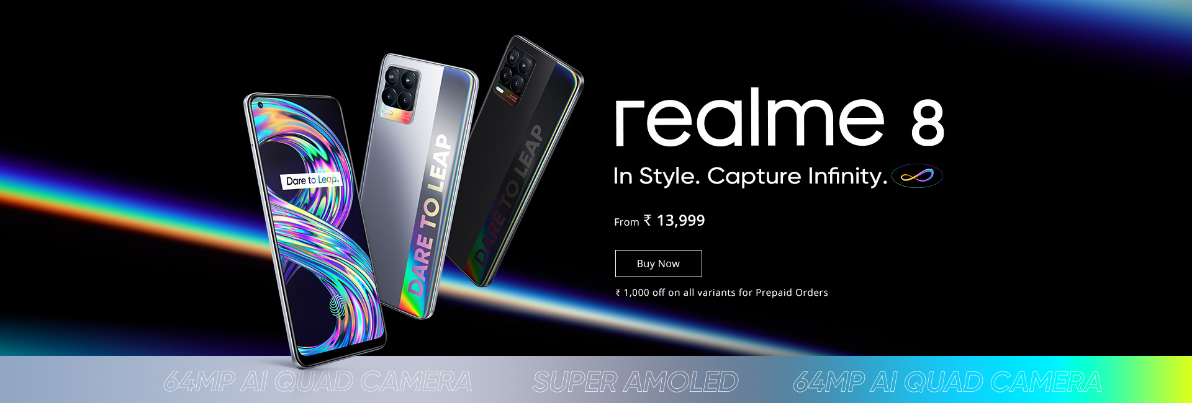 realme 8
In Style. Capture Infinity.
From ₹ 13,999
Buy Now
₹ 1,000 off on all variants for Prepaid Orders
Dare to Leap.
DARE TO LEAP
DARE TO LEAP
64MP AI QUAD CAMERA
SUPER AMOLED
64MP AI QUAD CAMERA